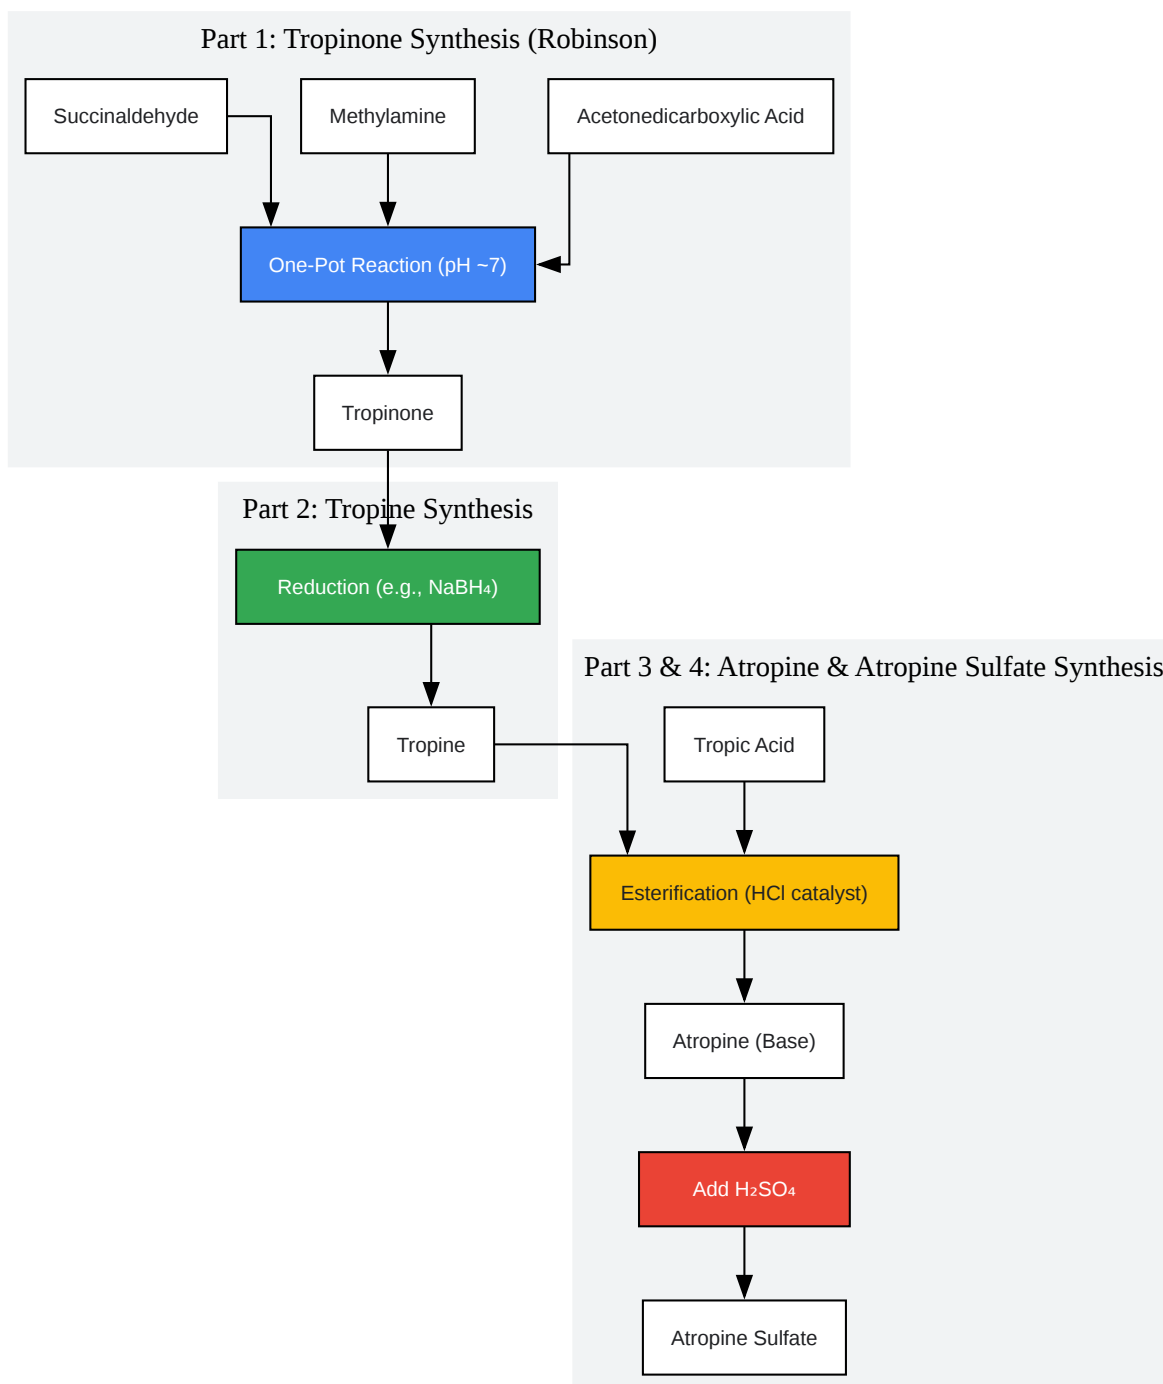 Part 1: Tropinone Synthesis (Robinson)
Succinaldehyde
Methylamine
Acetonedicarboxylic Acid
One-Pot Reaction (pH ~7)
Tropinone
Part 2: Tropine Synthesis
Reduction (e.g., NaBH₄)
Tropine
Part 3 & 4: Atropine & Atropine Sulfate Synthesis
Tropic Acid
Esterification (HCl catalyst)
Atropine (Base)
Add H₂SO₄
Atropine Sulfate